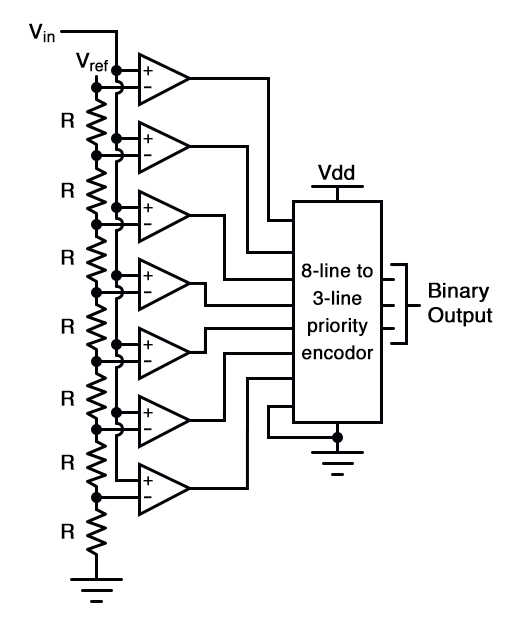 Vin
Vref
+
−
R
+
−
R
Vdd
+
−
R
8-line to
3-line
priority
encodor
Binary
Output
+
−
R
+
−
R
+
−
R
+
−
R